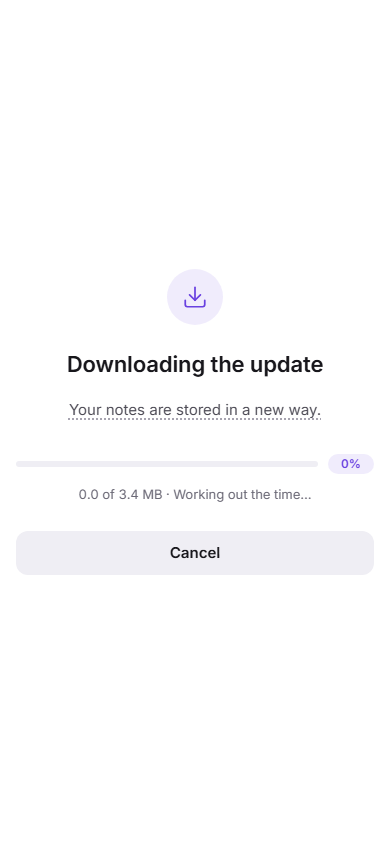 Downloading the update
Your notes are stored in a new way.
0%
0.0 of 3.4 MB · Working out the time…
Cancel